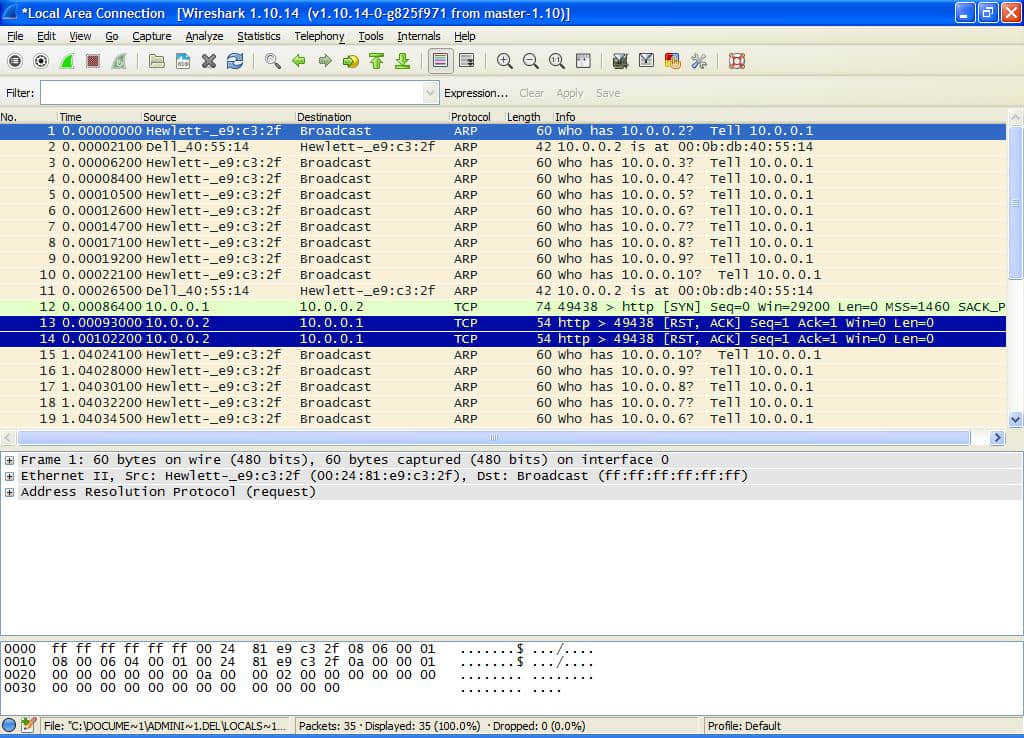 *Local Area Connection [Wireshark 1.10.14 (v1.10.14-0-g825f971 from master-1.10)]
File Edit View Go Capture Analyze Statistics Telephony Tools Internals Help
Filter: Expression... Clear Apply Save
No. Time Source Destination Protocol Length Info
1 0.00000000 Hewlett-_e9:c3:2f Broadcast ARP 60 Who has 10.0.0.2? Tell 10.0.0.1
2 0.00002100 Dell_40:55:14 Hewlett-_e9:c3:2f ARP 42 10.0.0.2 is at 00:0b:db:40:55:14
3 0.00006200 Hewlett-_e9:c3:2f Broadcast ARP 60 Who has 10.0.0.3? Tell 10.0.0.1
4 0.00008400 Hewlett-_e9:c3:2f Broadcast ARP 60 Who has 10.0.0.4? Tell 10.0.0.1
5 0.00010500 Hewlett-_e9:c3:2f Broadcast ARP 60 Who has 10.0.0.5? Tell 10.0.0.1
6 0.00012600 Hewlett-_e9:c3:2f Broadcast ARP 60 Who has 10.0.0.6? Tell 10.0.0.1
7 0.00014700 Hewlett-_e9:c3:2f Broadcast ARP 60 Who has 10.0.0.7? Tell 10.0.0.1
8 0.00017100 Hewlett-_e9:c3:2f Broadcast ARP 60 Who has 10.0.0.8? Tell 10.0.0.1
9 0.00019200 Hewlett-_e9:c3:2f Broadcast ARP 60 Who has 10.0.0.9? Tell 10.0.0.1
10 0.00022100 Hewlett-_e9:c3:2f Broadcast ARP 60 Who has 10.0.0.10? Tell 10.0.0.1
11 0.00026500 Dell_40:55:14 Hewlett-_e9:c3:2f ARP 42 10.0.0.2 is at 00:0b:db:40:55:14
12 0.00086400 10.0.0.1 10.0.0.2 TCP 74 49438 > http [SYN] Seq=0 Win=29200 Len=0 MSS=1460 SACK_P
13 0.00093000 10.0.0.2 10.0.0.1 TCP 54 http > 49438 [RST, ACK] Seq=1 Ack=1 Win=0 Len=0
14 0.00102200 10.0.0.2 10.0.0.1 TCP 54 http > 49438 [RST, ACK] Seq=1 Ack=1 Win=0 Len=0
15 1.04024100 Hewlett-_e9:c3:2f Broadcast ARP 60 Who has 10.0.0.10? Tell 10.0.0.1
16 1.04028000 Hewlett-_e9:c3:2f Broadcast ARP 60 Who has 10.0.0.9? Tell 10.0.0.1
17 1.04030100 Hewlett-_e9:c3:2f Broadcast ARP 60 Who has 10.0.0.8? Tell 10.0.0.1
18 1.04032200 Hewlett-_e9:c3:2f Broadcast ARP 60 Who has 10.0.0.7? Tell 10.0.0.1
19 1.04034500 Hewlett-_e9:c3:2f Broadcast ARP 60 Who has 10.0.0.6? Tell 10.0.0.1
Frame 1: 60 bytes on wire (480 bits), 60 bytes captured (480 bits) on interface 0
Ethernet II, Src: Hewlett-_e9:c3:2f (00:24:81:e9:c3:2f), Dst: Broadcast (ff:ff:ff:ff:ff:ff)
Address Resolution Protocol (request)
0000 ff ff ff ff ff ff 00 24 81 e9 c3 2f 08 06 00 01 .......$ .../....
0010 08 00 06 04 00 01 00 24 81 e9 c3 2f 0a 00 00 01 .......$ .../....
0020 00 00 00 00 00 00 0a 00 00 02 00 00 00 00 00 00 ........ ........
0030 00 00 00 00 00 00 00 00 00 00 00 00 ........ ....
File: "C:\DOCUME~1\ADMINI~1.DEL\LOCALS~1... Packets: 35 · Displayed: 35 (100.0%) · Dropped: 0 (0.0%) Profile: Default